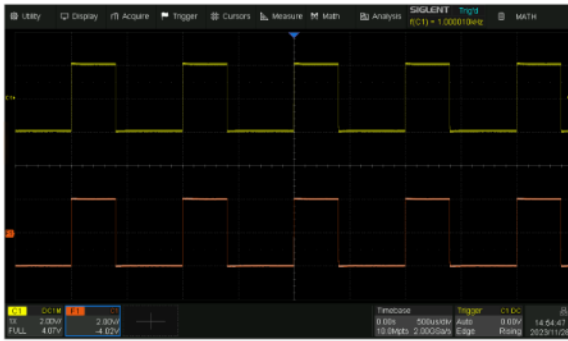 Utility Display Acquire Trigger Cursors Measure Math Analysis SIGLENT Trig'd MATH
f(C1) = 1.000010kHz
C1
F1
C1 DC1M F1 C1 Timebase Trigger C1 DC
1X 2.00V/ 2.00V/ 0.00s 500us/div Auto 0.00V 14:54:47
FULL 4.07V -4.02V 10.0Mpts 2.00GSa/s Edge Rising 2023/11/28